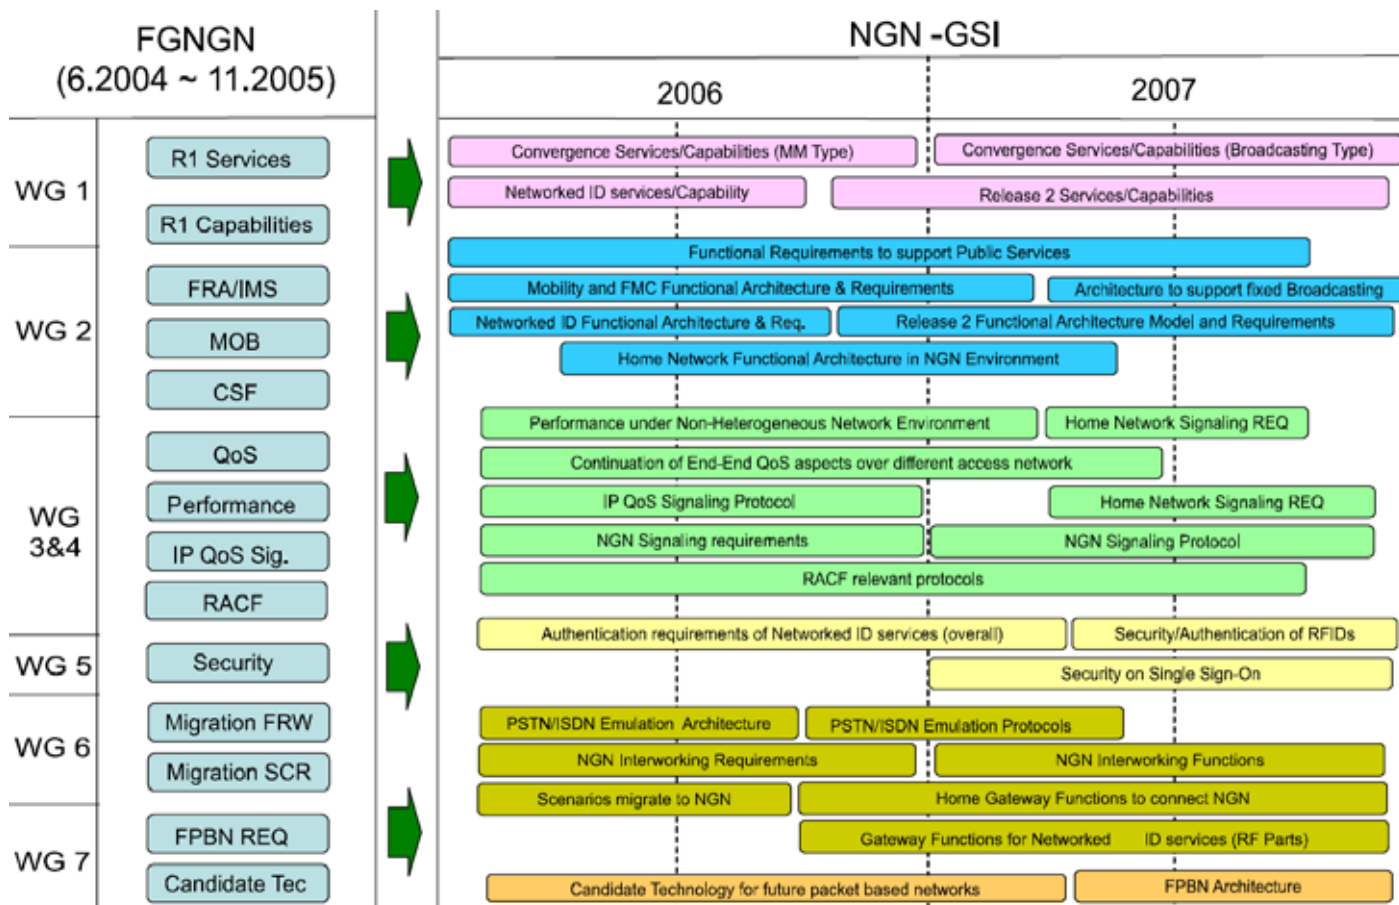 FGNGN
(6.2004 ~ 11.2005)
NGN -GSI
2006
2007
WG 1
R1 Services
R1 Capabilities
Convergence Services/Capabilities (MM Type)
Convergence Services/Capabilities (Broadcasting Type)
Networked ID services/Capability
Release 2 Services/Capabilities
WG 2
FRA/IMS
MOB
CSF
Functional Requirements to support Public Services
Mobility and FMC Functional Architecture & Requirements
Architecture to support fixed Broadcasting
Networked ID Functional Architecture & Req.
Release 2 Functional Architecture Model and Requirements
Home Network Functional Architecture in NGN Environment
WG
3&4
QoS
Performance
IP QoS Sig.
RACF
Performance under Non-Heterogeneous Network Environment
Home Network Signaling REQ
Continuation of End-End QoS aspects over different access network
IP QoS Signaling Protocol
Home Network Signaling REQ
NGN Signaling requirements
NGN Signaling Protocol
RACF relevant protocols
WG 5
Security
Authentication requirements of Networked ID services (overall)
Security/Authentication of RFIDs
Security on Single Sign-On
WG 6
Migration FRW
Migration SCR
PSTN/ISDN Emulation Architecture
PSTN/ISDN Emulation Protocols
NGN Interworking Requirements
NGN Interworking Functions
Scenarios migrate to NGN
Home Gateway Functions to connect NGN
Gateway Functions for Networked ID services (RF Parts)
WG 7
FPBN REQ
Candidate Tec
Candidate Technology for future packet based networks
FPBN Architecture